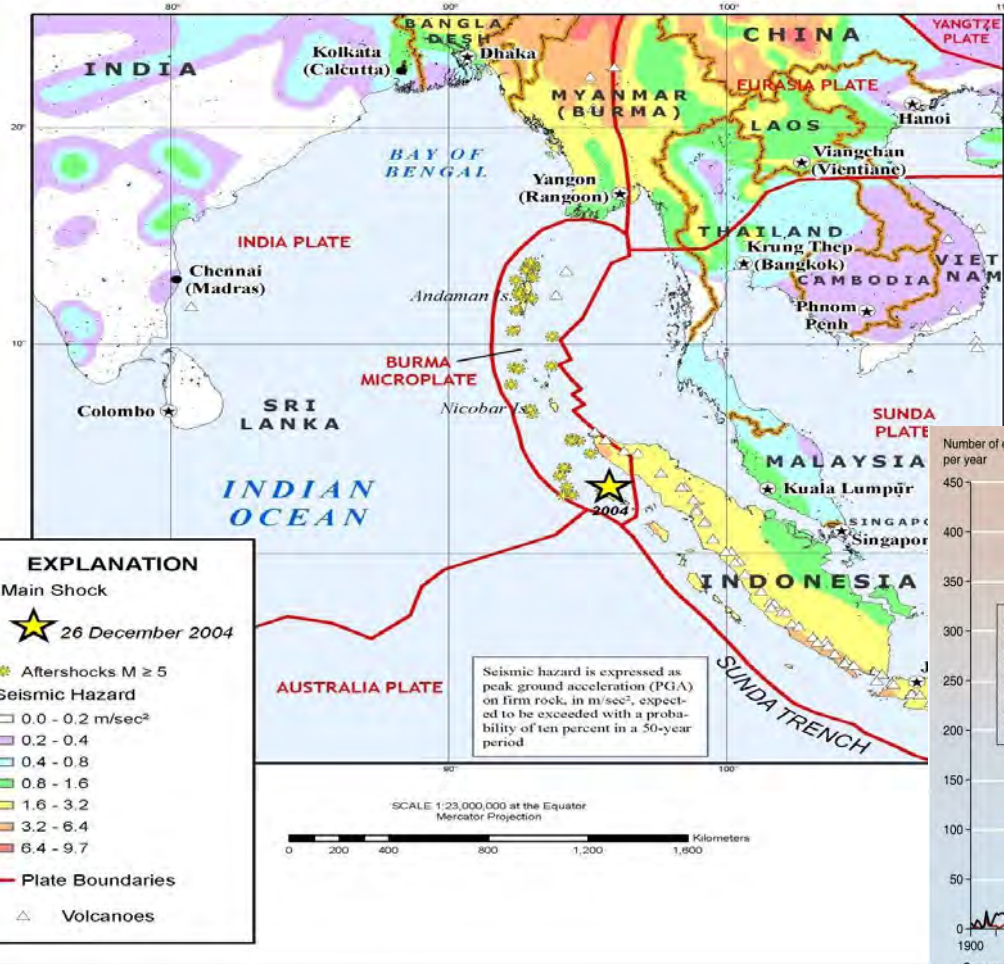 80°
90°
100°
BANGLA
DESH
CHINA
YANGTZE
PLATE
INDIA
Kolkata
(Calcutta)
Dhaka
EURASIA PLATE
MYANMAR
(BURMA)
Hanoi
20°
LAOS
BAY OF
BENGAL
Viangchan
(Vientiane)
Yangon
(Rangoon)
INDIA PLATE
THAILAND
Krung Thep
(Bangkok)
VIET
NAM
Chennai
(Madras)
CAMBODIA
Andaman Is.
Phnom
Penh
10°
BURMA
MICROPLATE
Nicobar Is.
Colombo
SRI
LANKA
SUNDA
PLATE
MALAYSIA
INDIAN
OCEAN
Kuala Lumpur
2004
Singapor
INDONESIA
AUSTRALIA PLATE
SUNDA TRENCH
Seismic hazard is expressed as
peak ground acceleration (PGA)
on firm rock, in m/sec², expect-
ed to be exceeded with a proba-
bility of ten percent in a 50-year
period
90°
100°
EXPLANATION
Main Shock
26 December 2004
Aftershocks M ≥ 5
Seismic Hazard
0.0 - 0.2 m/sec²
0.2 - 0.4
0.4 - 0.8
0.8 - 1.6
1.6 - 3.2
3.2 - 6.4
6.4 - 9.7
Plate Boundaries
Volcanoes
SCALE 1:23,000,000 at the Equator
Mercator Projection
Kilometers
0 200 400 800 1,200 1,600
Number of
per year
450
400
350
300
250
200
150
100
50
0
1900